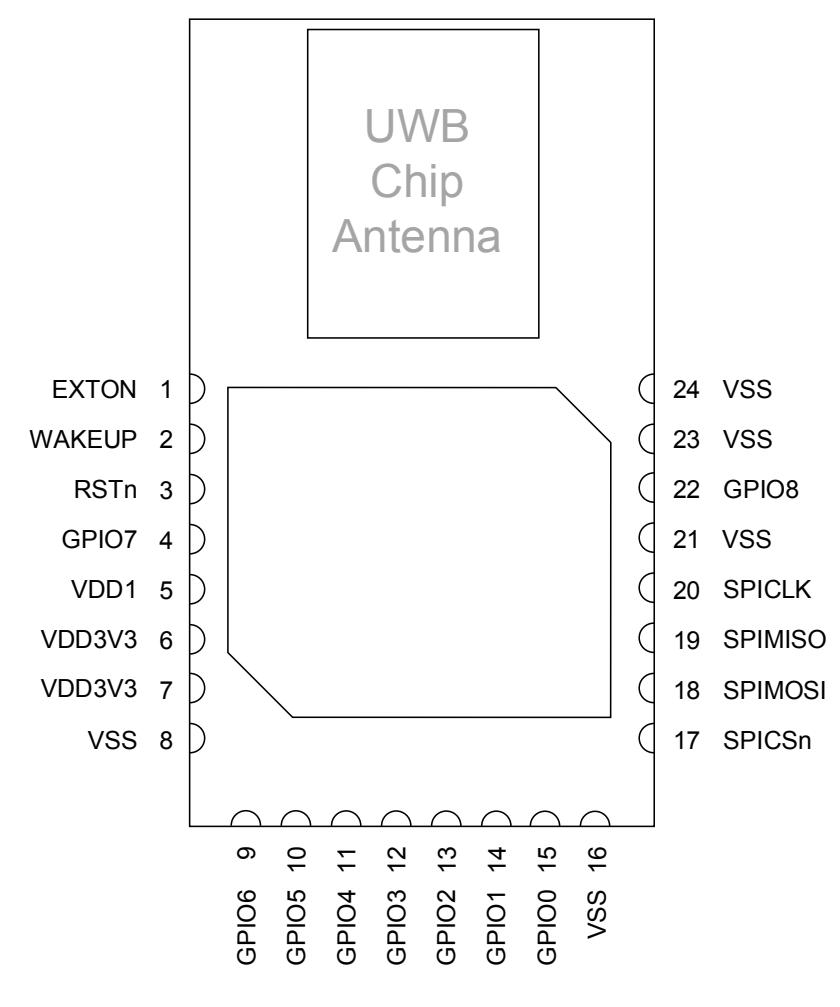 UWB
Chip
Antenna
EXTON 1
WAKEUP 2
RSTn 3
GPIO7 4
VDD1 5
VDD3V3 6
VDD3V3 7
VSS 8
24 VSS
23 VSS
22 GPIO8
21 VSS
20 SPICLK
19 SPIMISO
18 SPIMOSI
17 SPICSn
GPIO6 9
GPIO5 10
GPIO4 11
GPIO3 12
GPIO2 13
GPIO1 14
GPIO0 15
VSS 16